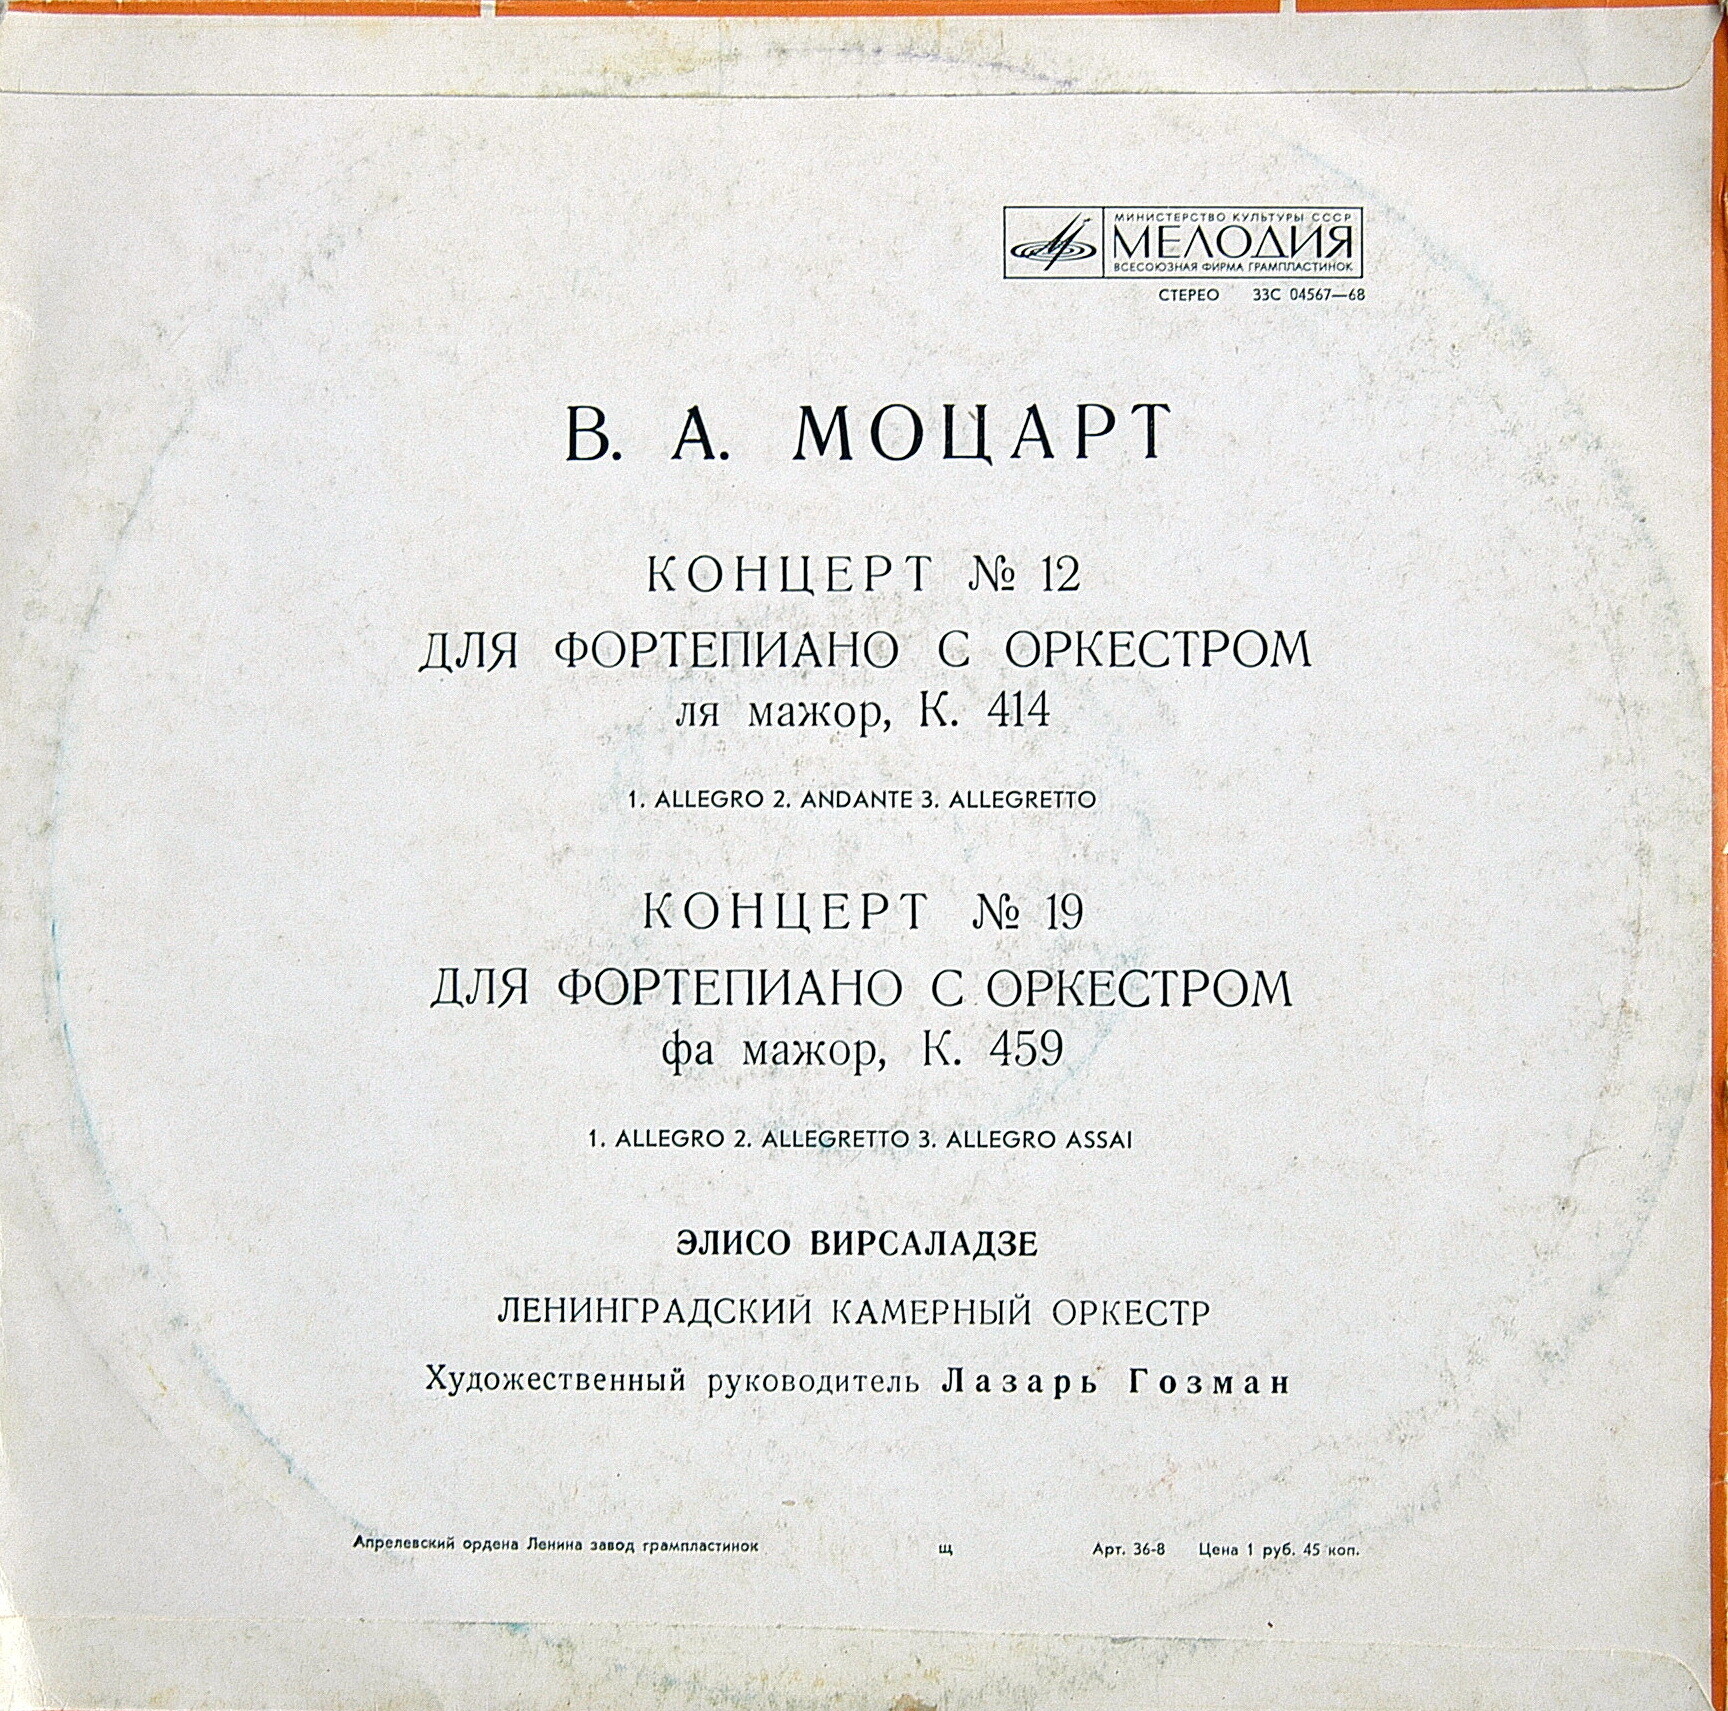 МИНИСТЕРСТВО КУЛЬТУРЫ СССР
МЕЛОДИЯ
ВСЕСОЮЗНАЯ ФИРМА ГРАМПЛАСТИНОК
СТЕРЕО 33С 04567—68
В. А. МОЦАРТ
КОНЦЕРТ № 12
ДЛЯ ФОРТЕПИАНО С ОРКЕСТРОМ
ля мажор, К. 414
1. ALLEGRO 2. ANDANTE 3. ALLEGRETTO
КОНЦЕРТ № 19
ДЛЯ ФОРТЕПИАНО С ОРКЕСТРОМ
фа мажор, К. 459
1. ALLEGRO 2. ALLEGRETTO 3. ALLEGRO ASSAI
ЭЛИСО ВИРСАЛАДЗЕ
ЛЕНИНГРАДСКИЙ КАМЕРНЫЙ ОРКЕСТР
Художественный руководитель Лазарь Гозман
Апрелевский ордена Ленина завод грампластинок щ Арт. 36-8 Цена 1 руб. 45 коп.